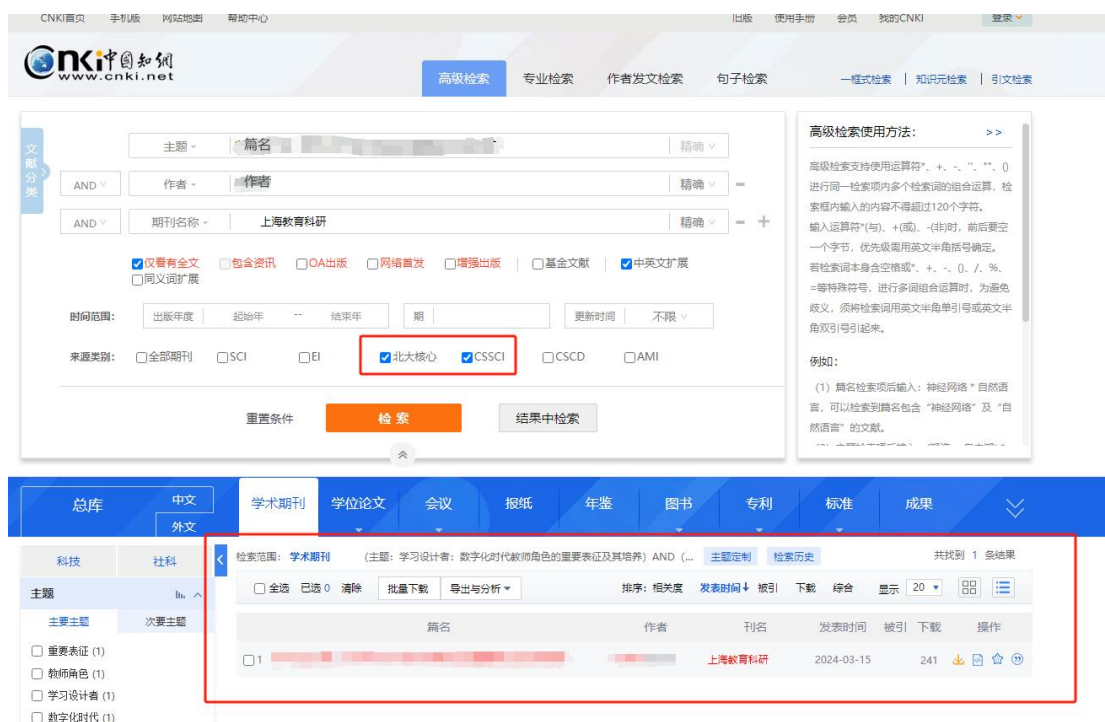 CNKI首页 手机版 网站地图 帮助中心 旧版 使用手册 会员 我的CNKI 登录
cnki中国知网
www.cnki.net
高级检索 专业检索 作者发文检索 句子检索 一框式检索 | 知识元检索 | 引文检索
文献分类
主题 篇名 精确
AND 作者 作者 精确 −
AND 期刊名称 上海教育科研 精确 − +
仅看有全文 包含资讯 OA出版 网络首发 增强出版 基金文献 中英文扩展
同义词扩展
时间范围: 出版年度 起始年 -- 结束年 期 更新时间 不限
来源类别: 全部期刊 SCI EI 北大核心 CSSCI CSCD AMI
重置条件 检索 结果中检索
高级检索使用方法: >>
高级检索支持使用运算符*、+、-、''、""、()
进行同一检索项内多个检索词的组合运算，检
索框内输入的内容不得超过120个字符。
输入运算符*(与)、+(或)、-(非)时，前后要空
一个字节，优先级需用英文半角括号确定。
若检索词本身含空格或*、+、-、()、/、%、
=等特殊符号，进行多词组合运算时，为避免
歧义，须将检索词用英文半角单引号或英文半
角双引号引起来。
例如:
(1) 篇名检索项后输入：神经网络 * 自然语
言，可以检索到篇名包含“神经网络”及“自
然语言”的文献。
总库 中文 外文 学术期刊 学位论文 会议 报纸 年鉴 图书 专利 标准 成果
科技 社科
检索范围: 学术期刊 (主题: 学习设计者: 数字化时代教师角色的重要表征及其培养) AND (... 主题定制 检索历史 共找到 1 条结果
主题
全选 已选 0 清除 批量下载 导出与分析 排序: 相关度 发表时间↓ 被引 下载 综合 显示 20
主要主题 次要主题
篇名 作者 刊名 发表时间 被引 下载 操作
重要表征 (1)
1 上海教育科研 2024-03-15 241
教师角色 (1)
学习设计者 (1)
数字化时代 (1)